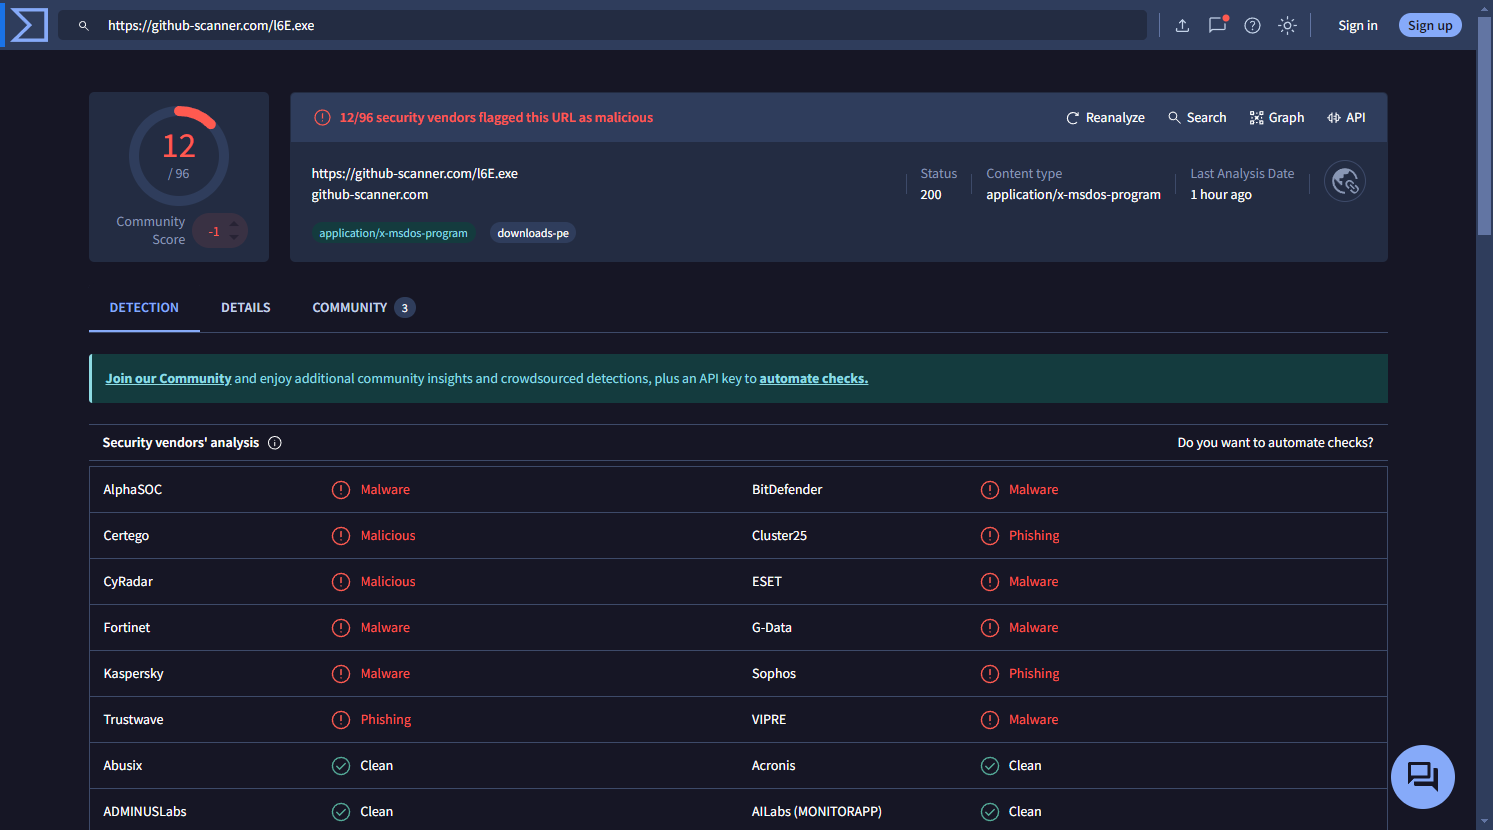 https://github-scanner.com/l6E.exe
Sign in
Sign up
12
/ 96
Community
Score
-1
12/96 security vendors flagged this URL as malicious
Reanalyze
Search
Graph
API
https://github-scanner.com/l6E.exe
github-scanner.com
Status
200
Content type
application/x-msdos-program
Last Analysis Date
1 hour ago
application/x-msdos-program
downloads-pe
DETECTION
DETAILS
COMMUNITY 3
Join our Community and enjoy additional community insights and crowdsourced detections, plus an API key to automate checks.
Security vendors' analysis
Do you want to automate checks?
AlphaSOC Malware BitDefender Malware
Certego Malicious Cluster25 Phishing
CyRadar Malicious ESET Malware
Fortinet Malware G-Data Malware
Kaspersky Malware Sophos Phishing
Trustwave Phishing VIPRE Malware
Abusix Clean Acronis Clean
ADMINUSLabs Clean AILabs (MONITORAPP) Clean